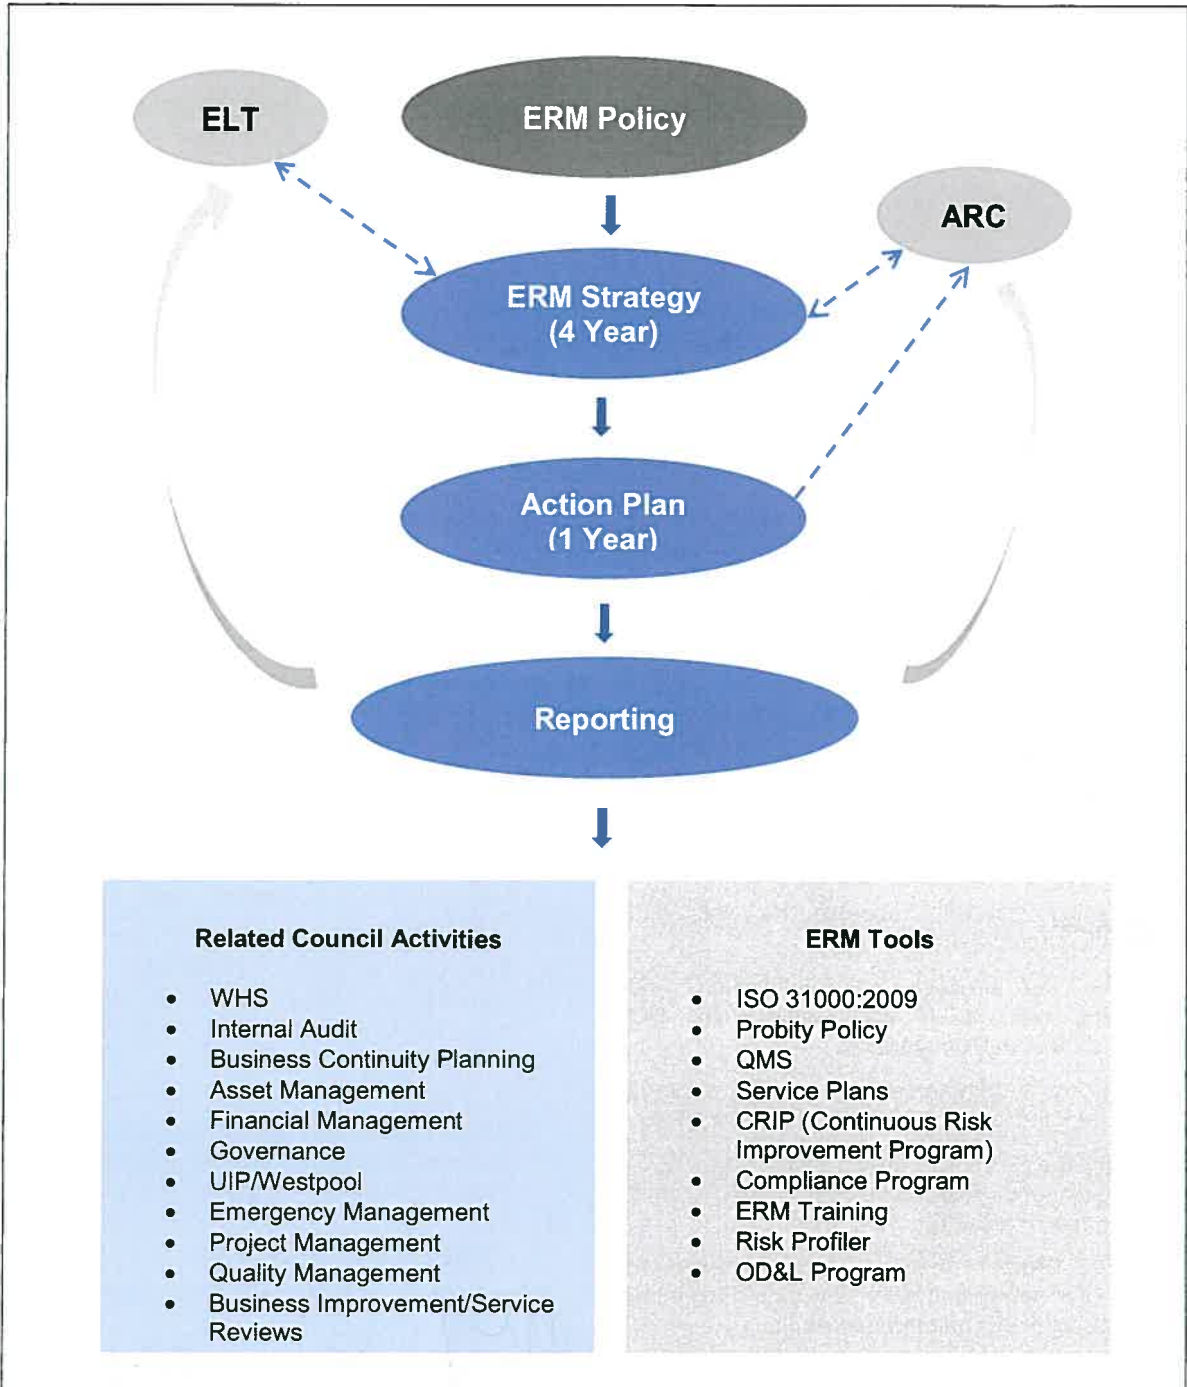 ELT
ERM Policy
ARC
ERM Strategy
(4 Year)
Action Plan
(1 Year)
Reporting
Related Council Activities
• WHS
• Internal Audit
• Business Continuity Planning
• Asset Management
• Financial Management
• Governance
• UIP/Westpool
• Emergency Management
• Project Management
• Quality Management
• Business Improvement/Service
Reviews
ERM Tools
• ISO 31000:2009
• Probity Policy
• QMS
• Service Plans
• CRIP (Continuous Risk
Improvement Program)
• Compliance Program
• ERM Training
• Risk Profiler
• OD&L Program